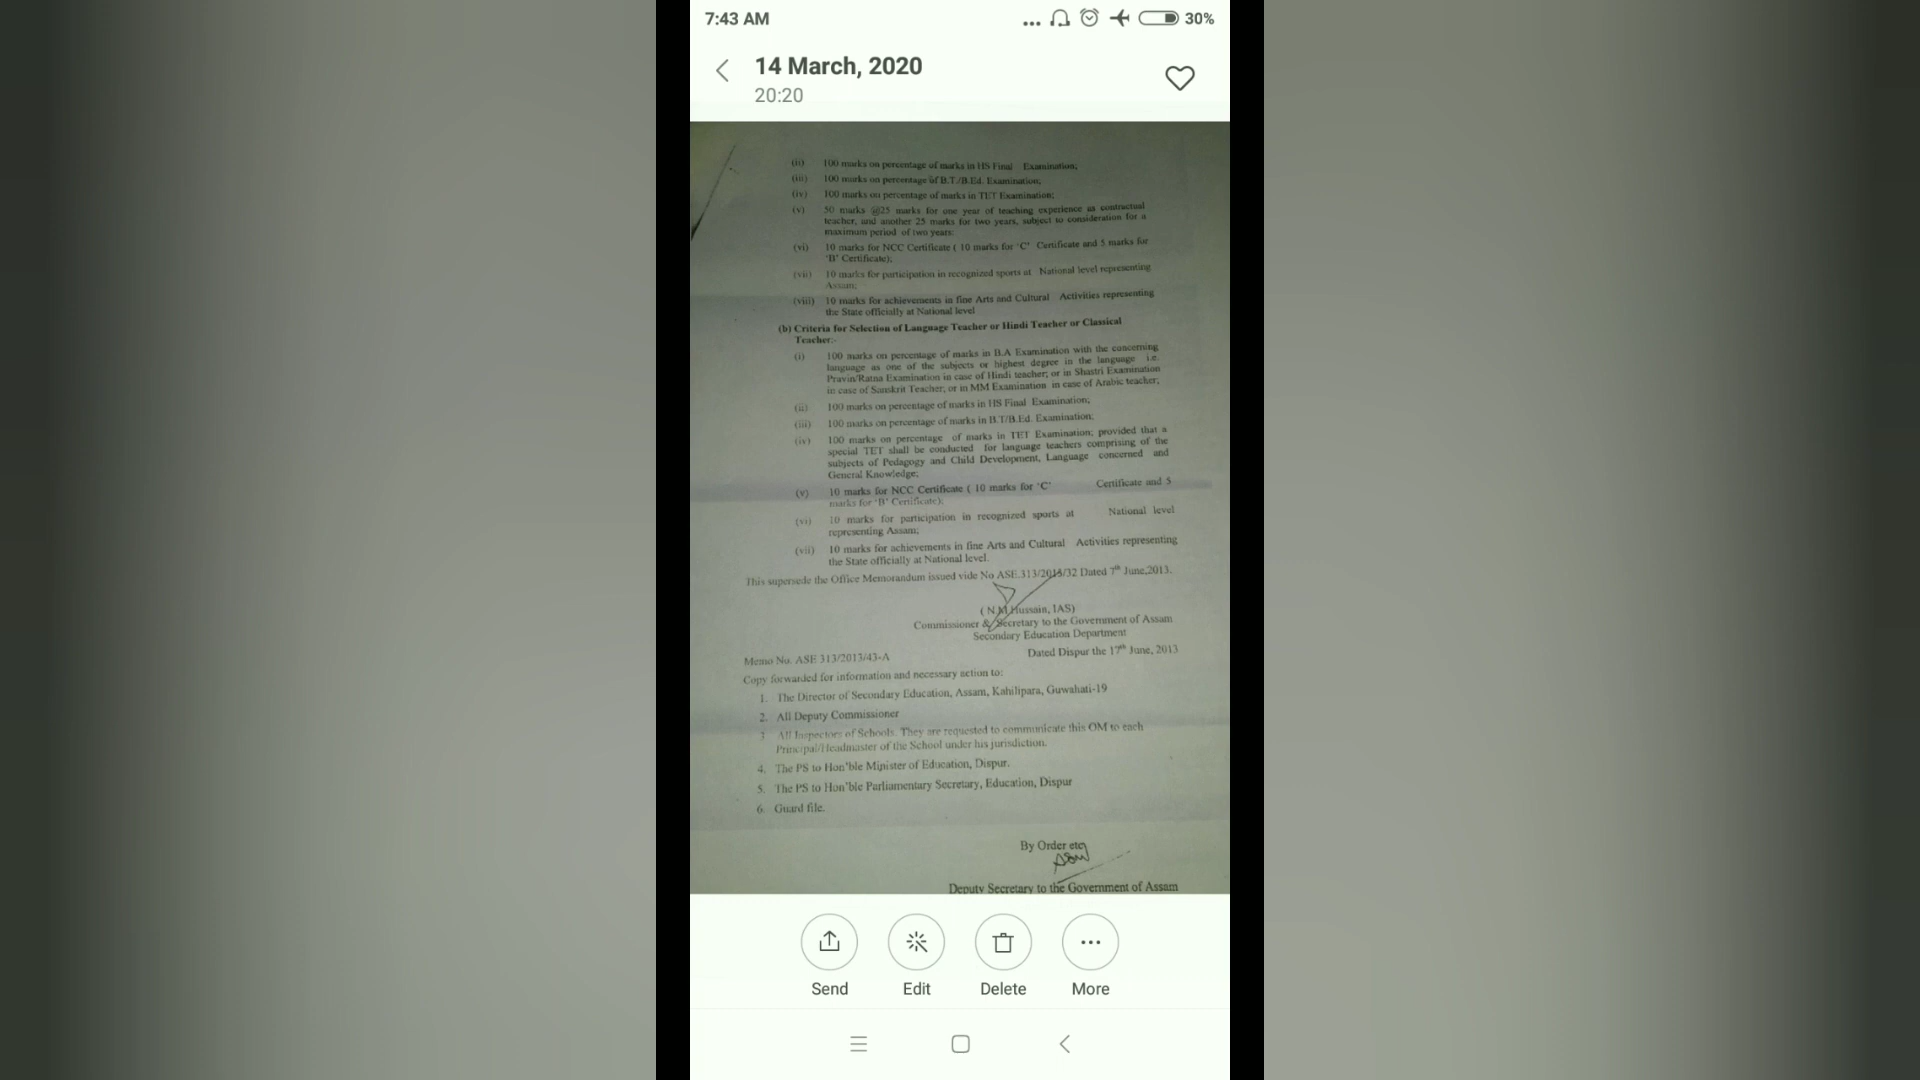 7:43 AM
30%
14 March, 2020
20:20
(ii) 100 marks on percentage of marks in HS Final Examination;
(iii) 100 marks on percentage of B.T./B.Ed. Examination;
(iv) 100 marks on percentage of marks in TET Examination;
(v) 50 marks @25 marks for one year of teaching experience as contractual
teacher, and another 25 marks for two years, subject to consideration for a
maximum period of two years:
(vi) 10 marks for NCC Certificate ( 10 marks for 'C' Certificate and 5 marks for
'B' Certificate);
(vii) 10 marks for participation in recognized sports at National level representing
Assam;
(viii) 10 marks for achievements in fine Arts and Cultural Activities representing
the State officially at National level
(b) Criteria for Selection of Language Teacher or Hindi Teacher or Classical
Teacher:-
(i) 100 marks on percentage of marks in B.A Examination with the concerning
language as one of the subjects or highest degree in the language i.e.
Pravin/Ratna Examination in case of Hindi teacher; or in Shastri Examination
in case of Sanskrit Teacher; or in MM Examination in case of Arabic teacher;
(ii) 100 marks on percentage of marks in HS Final Examination;
(iii) 100 marks on percentage of marks in B.T/B.Ed. Examination;
(iv) 100 marks on percentage of marks in TET Examination; provided that a
special TET shall be conducted for language teachers comprising of the
subjects of Pedagogy and Child Development, Language concerned and
General Knowledge;
(v) 10 marks for NCC Certificate ( 10 marks for 'C' Certificate and 5
marks for 'B' Certificate);
(vi) 10 marks for participation in recognized sports at National level
representing Assam;
(vii) 10 marks for achievements in fine Arts and Cultural Activities representing
the State officially at National level.
This supersede the Office Memorandum issued vide No ASE.313/2013/32 Dated 7th June,2013.
( N.M.Hussain, IAS)
Commissioner & Secretary to the Government of Assam
Secondary Education Department
Memo No. ASE 313/2013/43-A Dated Dispur the 17th June, 2013
Copy forwarded for information and necessary action to:
1. The Director of Secondary Education, Assam, Kahilipara, Guwahati-19
2. All Deputy Commissioner
3 All Inspectors of Schools. They are requested to communicate this OM to each
Principal/Headmaster of the School under his jurisdiction.
4. The PS to Hon'ble Minister of Education, Dispur.
5. The PS to Hon'ble Parliamentary Secretary, Education, Dispur
6. Guard file.
By Order etc
Deputy Secretary to the Government of Assam
Send Edit Delete More